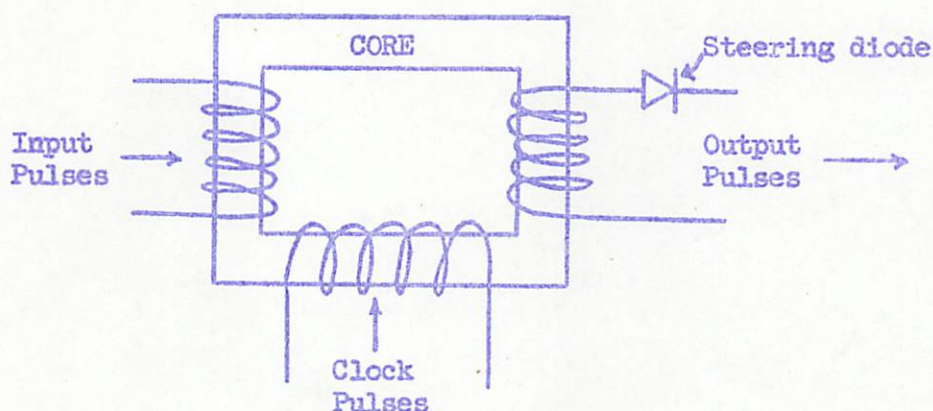 CORE
Steering diode
Input
Pulses
Output
Pulses
Clock
Pulses